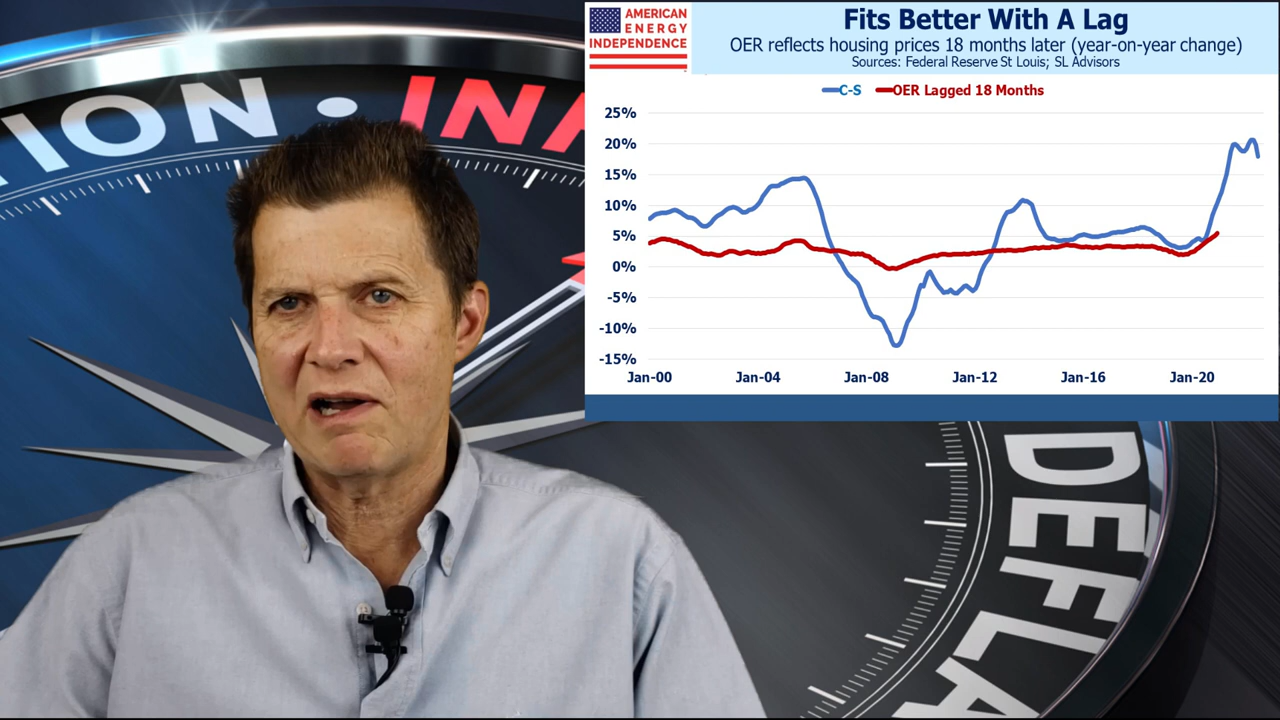 ION • INF
AMERICAN
ENERGY
INDEPENDENCE
Fits Better With A Lag
OER reflects housing prices 18 months later (year-on-year change)
Sources: Federal Reserve St Louis; SL Advisors
C-S OER Lagged 18 Months
25%
20%
15%
10%
5%
0%
-5%
-10%
-15%
Jan-00 Jan-04 Jan-08 Jan-12 Jan-16 Jan-20
DEFLA